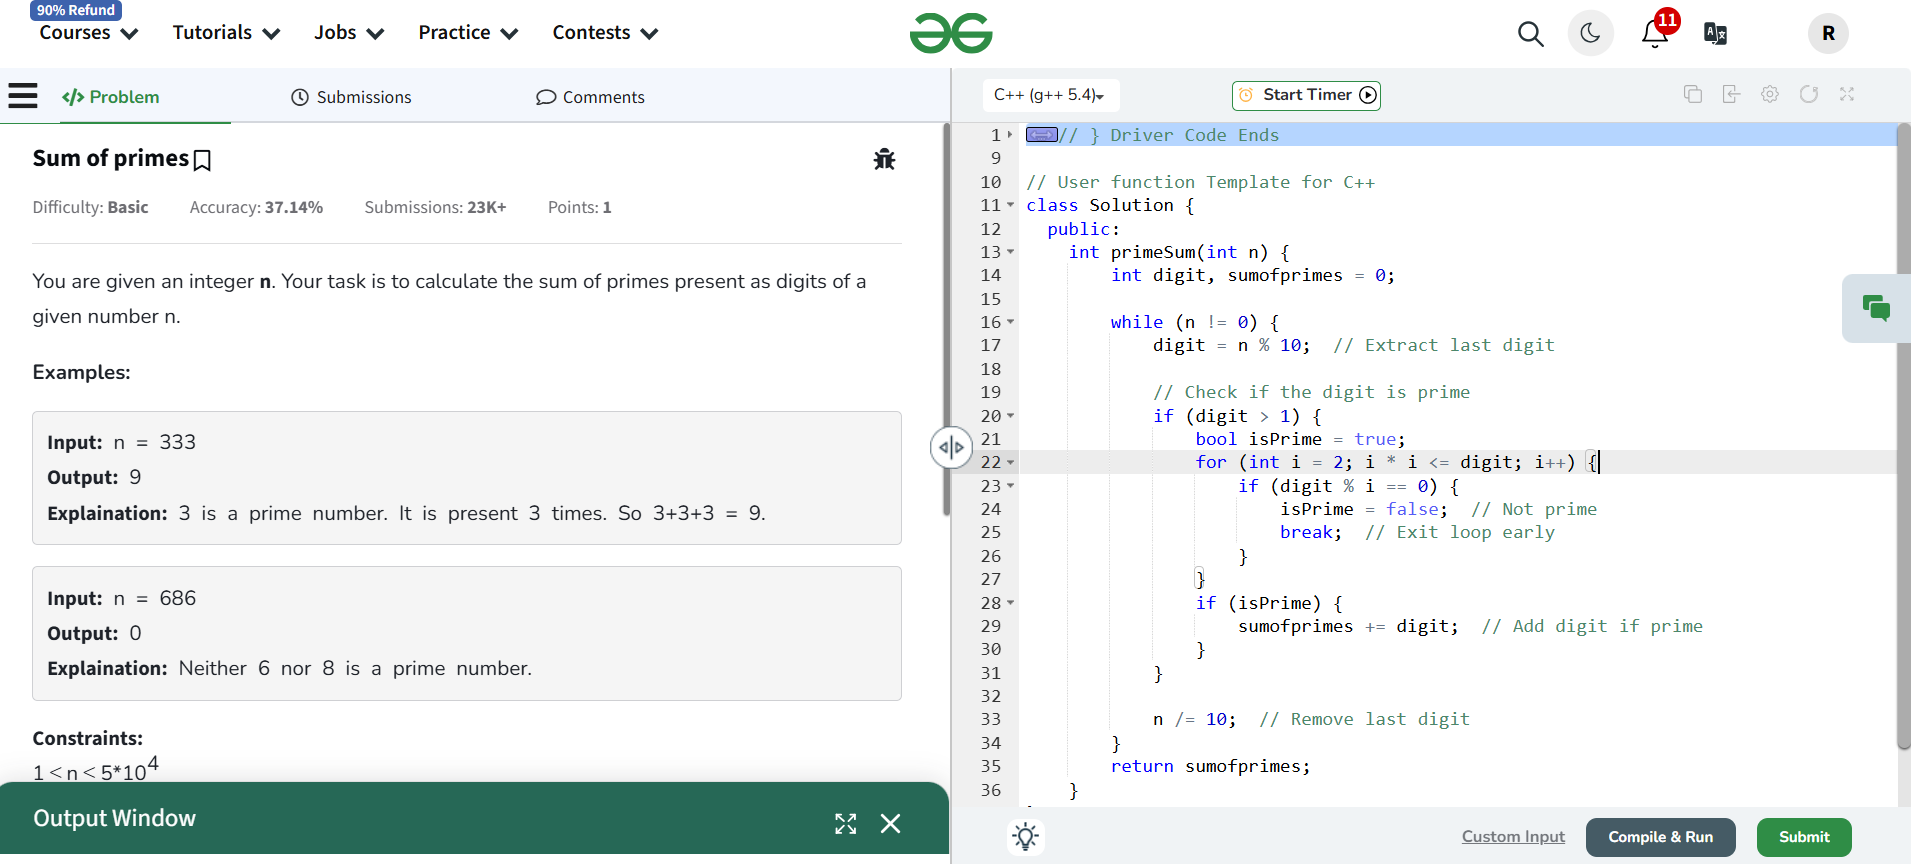 90% Refund
Courses Tutorials Jobs Practice Contests
11
R
</> Problem Submissions Comments
Sum of primes
Difficulty: Basic Accuracy: 37.14% Submissions: 23K+ Points: 1
You are given an integer n. Your task is to calculate the sum of primes present as digits of a
given number n.
Examples:
Input: n = 333
Output: 9
Explaination: 3 is a prime number. It is present 3 times. So 3+3+3 = 9.
Input: n = 686
Output: 0
Explaination: Neither 6 nor 8 is a prime number.
Constraints:
1 < n < 5*10^4
Output Window
C++ (g++ 5.4)
Start Timer
1 // } Driver Code Ends
9
10 // User function Template for C++
11 class Solution {
12 public:
13 int primeSum(int n) {
14 int digit, sumofprimes = 0;
15
16 while (n != 0) {
17 digit = n % 10; // Extract last digit
18
19 // Check if the digit is prime
20 if (digit > 1) {
21 bool isPrime = true;
22 for (int i = 2; i * i <= digit; i++) {
23 if (digit % i == 0) {
24 isPrime = false; // Not prime
25 break; // Exit loop early
26 }
27 }
28 if (isPrime) {
29 sumofprimes += digit; // Add digit if prime
30 }
31 }
32
33 n /= 10; // Remove last digit
34 }
35 return sumofprimes;
36 }
Custom Input Compile & Run Submit